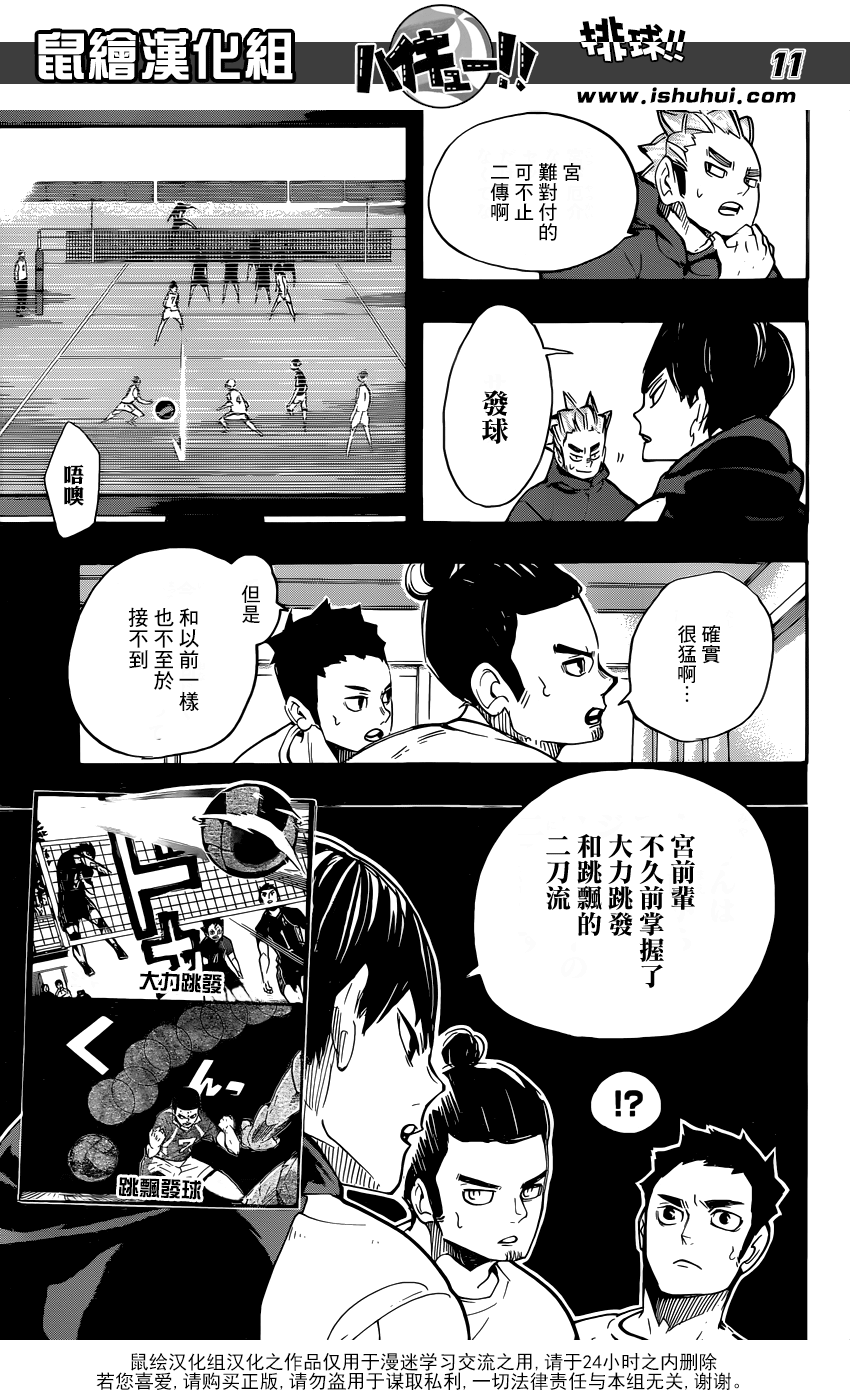 鼠繪漢化組
ハイキュー!!
排球!!
11
www.ishuhui.com
宮
難對付的
可不止
二傳啊
發球
唔噢
確實
很猛啊…
但是
和以前一樣
也不至於
接不到
宮前輩
不久前掌握了
大力跳發
和跳飄的
二刀流
ド
大力跳發
くんっ
跳飄發球
!?
鼠绘汉化组汉化之作品仅用于漫迷学习交流之用, 请于24小时之内删除
若您喜爱, 请购买正版, 请勿盗用于谋取私利, 一切法律责任与本组无关, 谢谢。